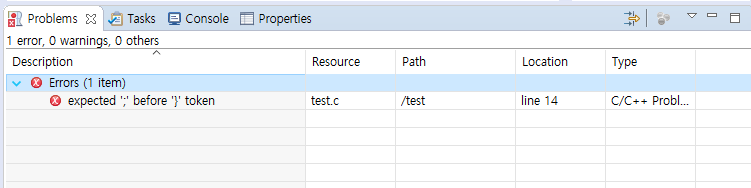 Problems Tasks Console Properties
1 error, 0 warnings, 0 others
Description Resource Path Location Type
Errors (1 item)
expected ';' before '}' token test.c /test line 14 C/C++ Probl...